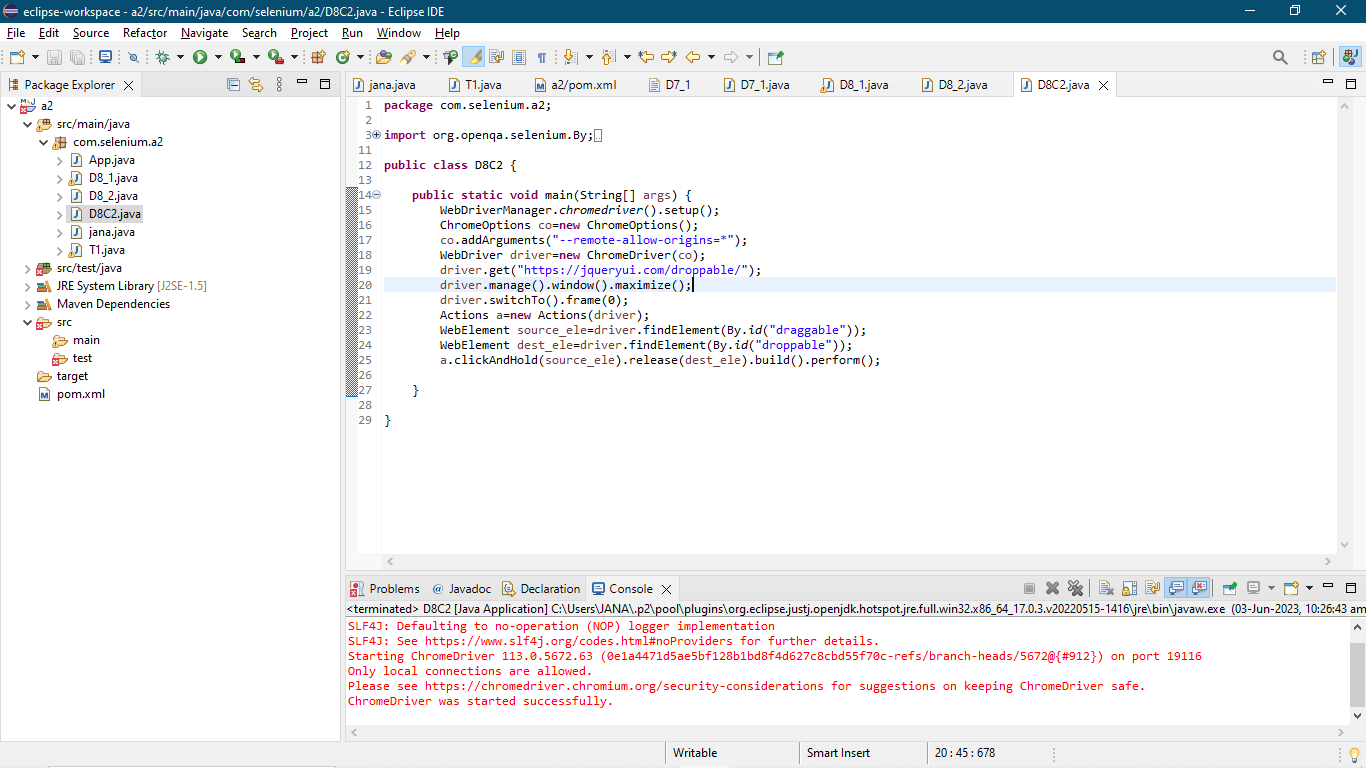 eclipse-workspace - a2/src/main/java/com/selenium/a2/D8C2.java - Eclipse IDE
File Edit Source Refactor Navigate Search Project Run Window Help
Package Explorer
a2
src/main/java
com.selenium.a2
App.java
D8_1.java
D8_2.java
D8C2.java
jana.java
T1.java
src/test/java
JRE System Library [J2SE-1.5]
Maven Dependencies
src
main
test
target
pom.xml
jana.java T1.java a2/pom.xml D7_1 D7_1.java D8_1.java D8_2.java D8C2.java
1 package com.selenium.a2;
2
3 import org.openqa.selenium.By;
11
12 public class D8C2 {
13
14 public static void main(String[] args) {
15 WebDriverManager.chromedriver().setup();
16 ChromeOptions co=new ChromeOptions();
17 co.addArguments("--remote-allow-origins=*");
18 WebDriver driver=new ChromeDriver(co);
19 driver.get("https://jqueryui.com/droppable/");
20 driver.manage().window().maximize();
21 driver.switchTo().frame(0);
22 Actions a=new Actions(driver);
23 WebElement source_ele=driver.findElement(By.id("draggable"));
24 WebElement dest_ele=driver.findElement(By.id("droppable"));
25 a.clickAndHold(source_ele).release(dest_ele).build().perform();
26
27 }
28
29 }
Problems @ Javadoc Declaration Console
<terminated> D8C2 [Java Application] C:\Users\JANA\.p2\pool\plugins\org.eclipse.justj.openjdk.hotspot.jre.full.win32.x86_64_17.0.3.v20220515-1416\jre\bin\javaw.exe (03-Jun-2023, 10:26:43 am
SLF4J: Defaulting to no-operation (NOP) logger implementation
SLF4J: See https://www.slf4j.org/codes.html#noProviders for further details.
Starting ChromeDriver 113.0.5672.63 (0e1a4471d5ae5bf128b1bd8f4d627c8cbd55f70c-refs/branch-heads/5672@{#912}) on port 19116
Only local connections are allowed.
Please see https://chromedriver.chromium.org/security-considerations for suggestions on keeping ChromeDriver safe.
ChromeDriver was started successfully.
Writable Smart Insert 20 : 45 : 678